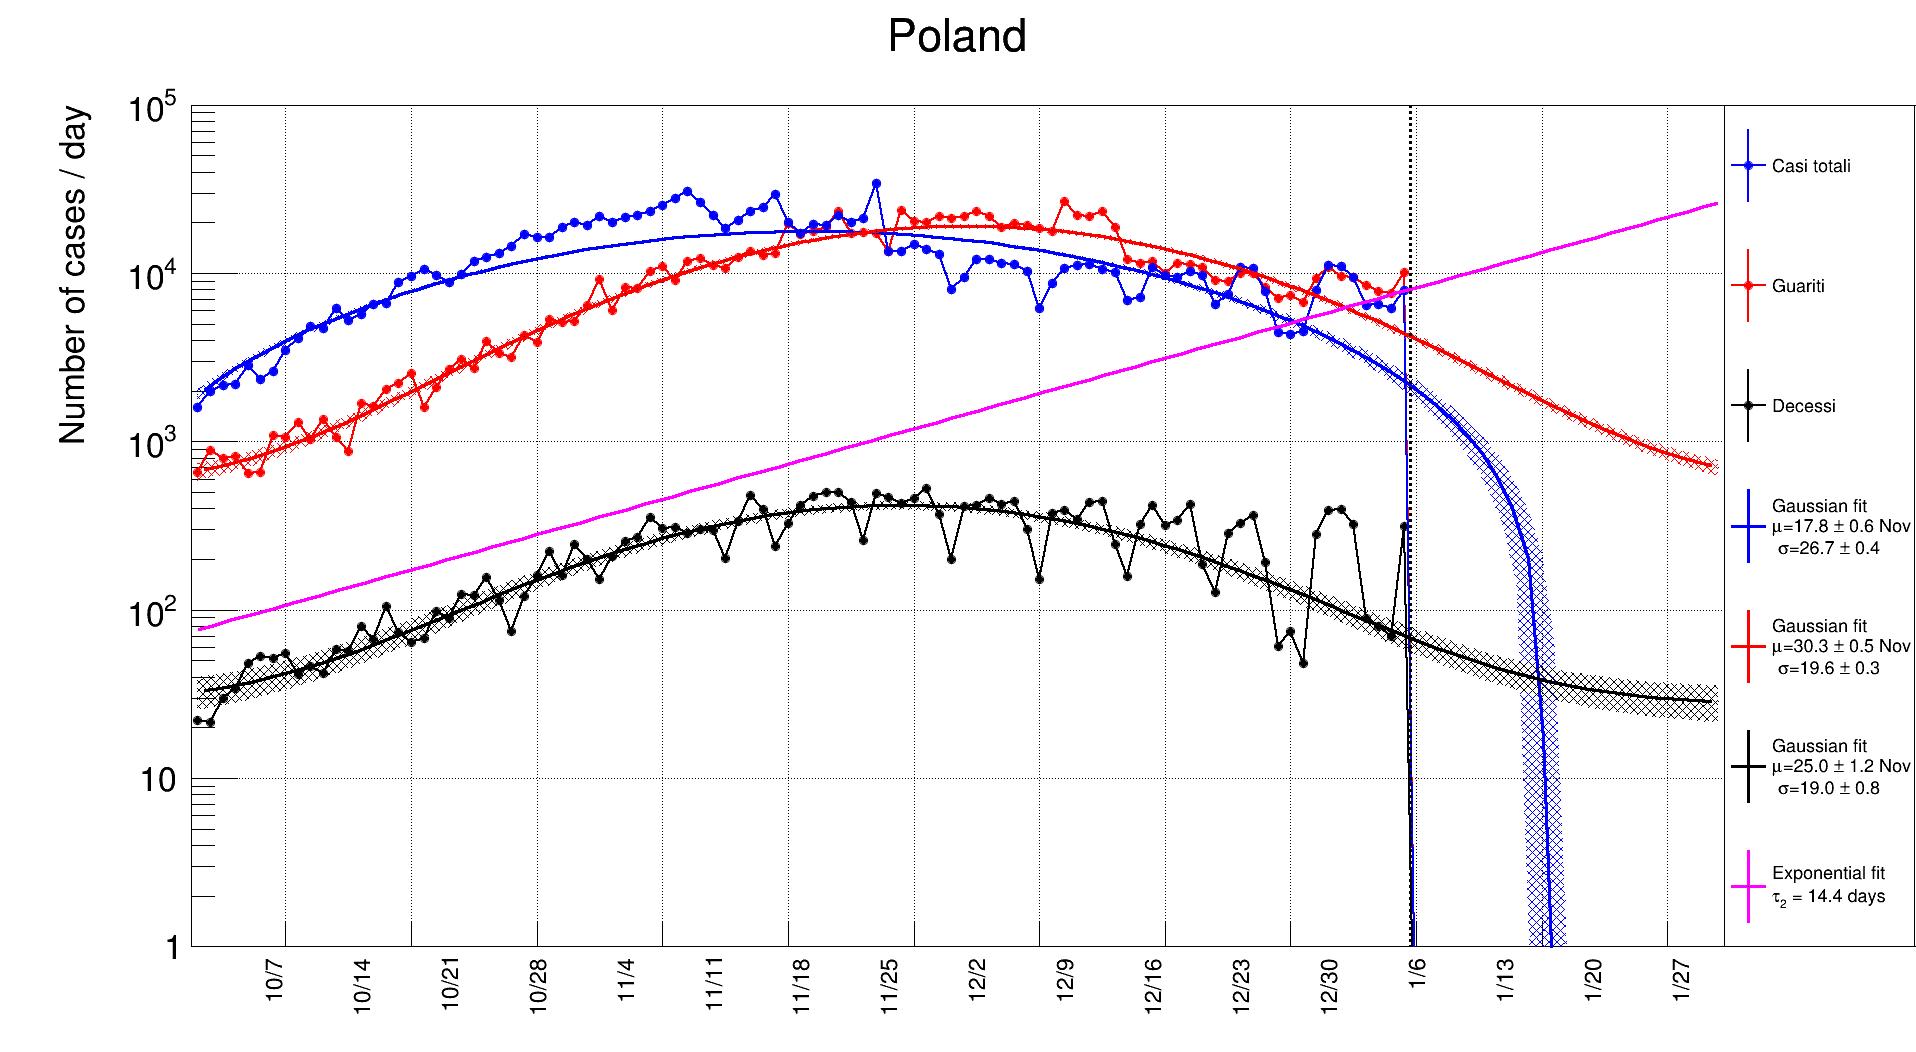 Poland
Number of cases / day
10^5
10^4
10^3
10^2
10
1
10/7
10/14
10/21
10/28
11/4
11/11
11/18
11/25
12/2
12/9
12/16
12/23
12/30
1/6
1/13
1/20
1/27
Casi totali
Guariti
Decessi
Gaussian fit
μ=17.8 ± 0.6 Nov
σ=26.7 ± 0.4
Gaussian fit
μ=30.3 ± 0.5 Nov
σ=19.6 ± 0.3
Gaussian fit
μ=25.0 ± 1.2 Nov
σ=19.0 ± 0.8
Exponential fit
τ₂ = 14.4 days